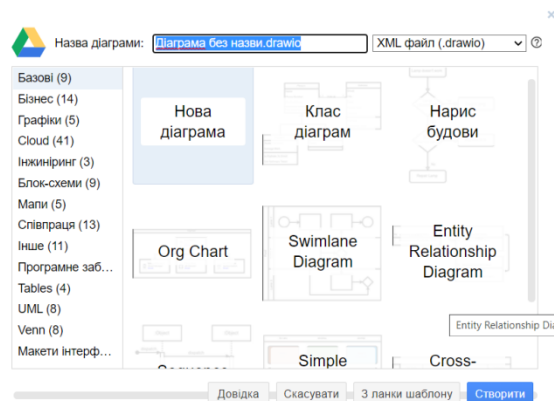 Назва діаграми:
Діаграма без назви.drawio
XML файл (.drawio)
Базові (9)
Бізнес (14)
Графіки (5)
Cloud (41)
Інжиніринг (3)
Блок-схеми (9)
Мапи (5)
Співпраця (13)
Інше (11)
Програмне заб...
Tables (4)
UML (8)
Venn (8)
Макети інтерф...
Нова
діаграма
Клас
діаграм
Нарис
будови
Org Chart
Swimlane
Diagram
Entity
Relationship
Diagram
Entity Relationship Dia
Simple
Cross-
Довідка
Скасувати
З ланки шаблону
Створити